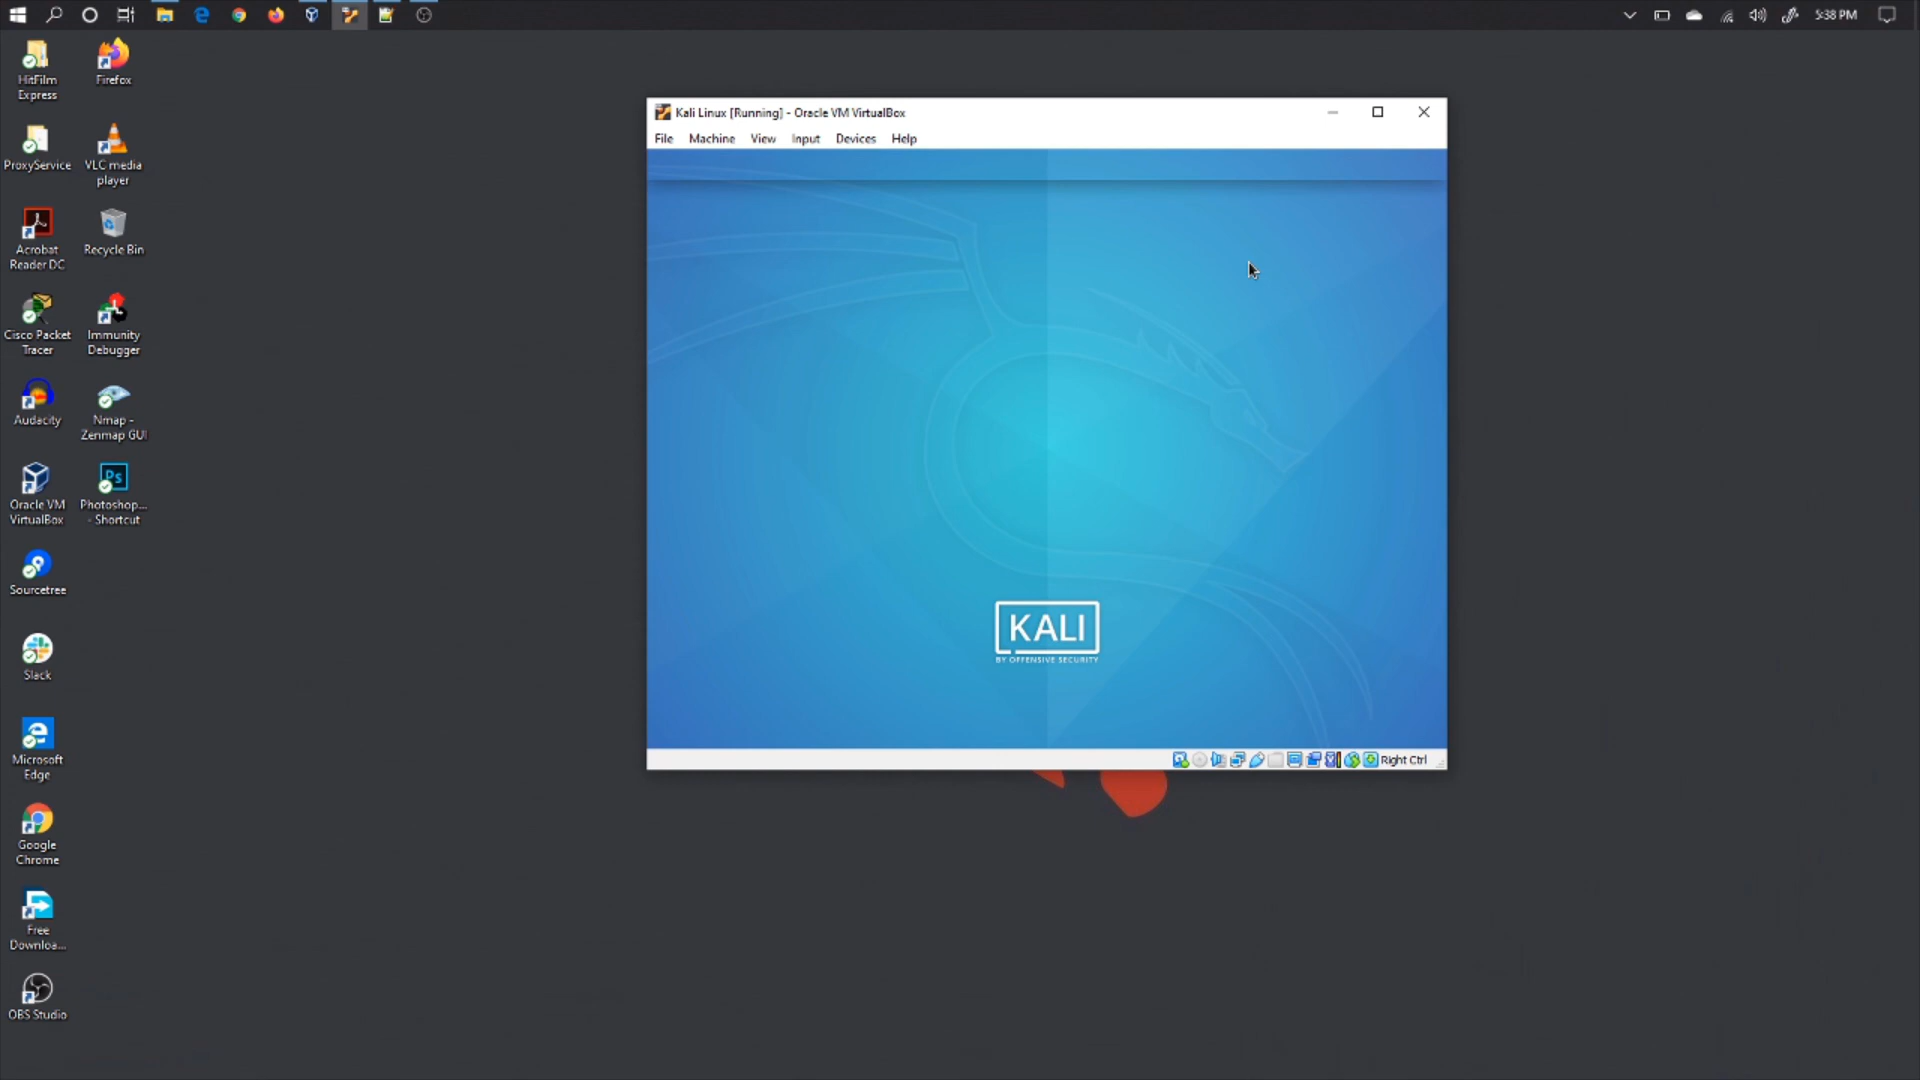 5:38 PM
HitFilm
Express
Firefox
ProxyService
VLC media
player
Acrobat
Reader DC
Recycle Bin
Cisco Packet
Tracer
Immunity
Debugger
Audacity
Nmap -
Zenmap GUI
Oracle VM
VirtualBox
Photoshop...
- Shortcut
Sourcetree
Slack
Microsoft
Edge
Google
Chrome
Free
Downloa...
OBS Studio
Kali Linux [Running] - Oracle VM VirtualBox
File Machine View Input Devices Help
KALI
BY OFFENSIVE SECURITY
Right Ctrl
Ps